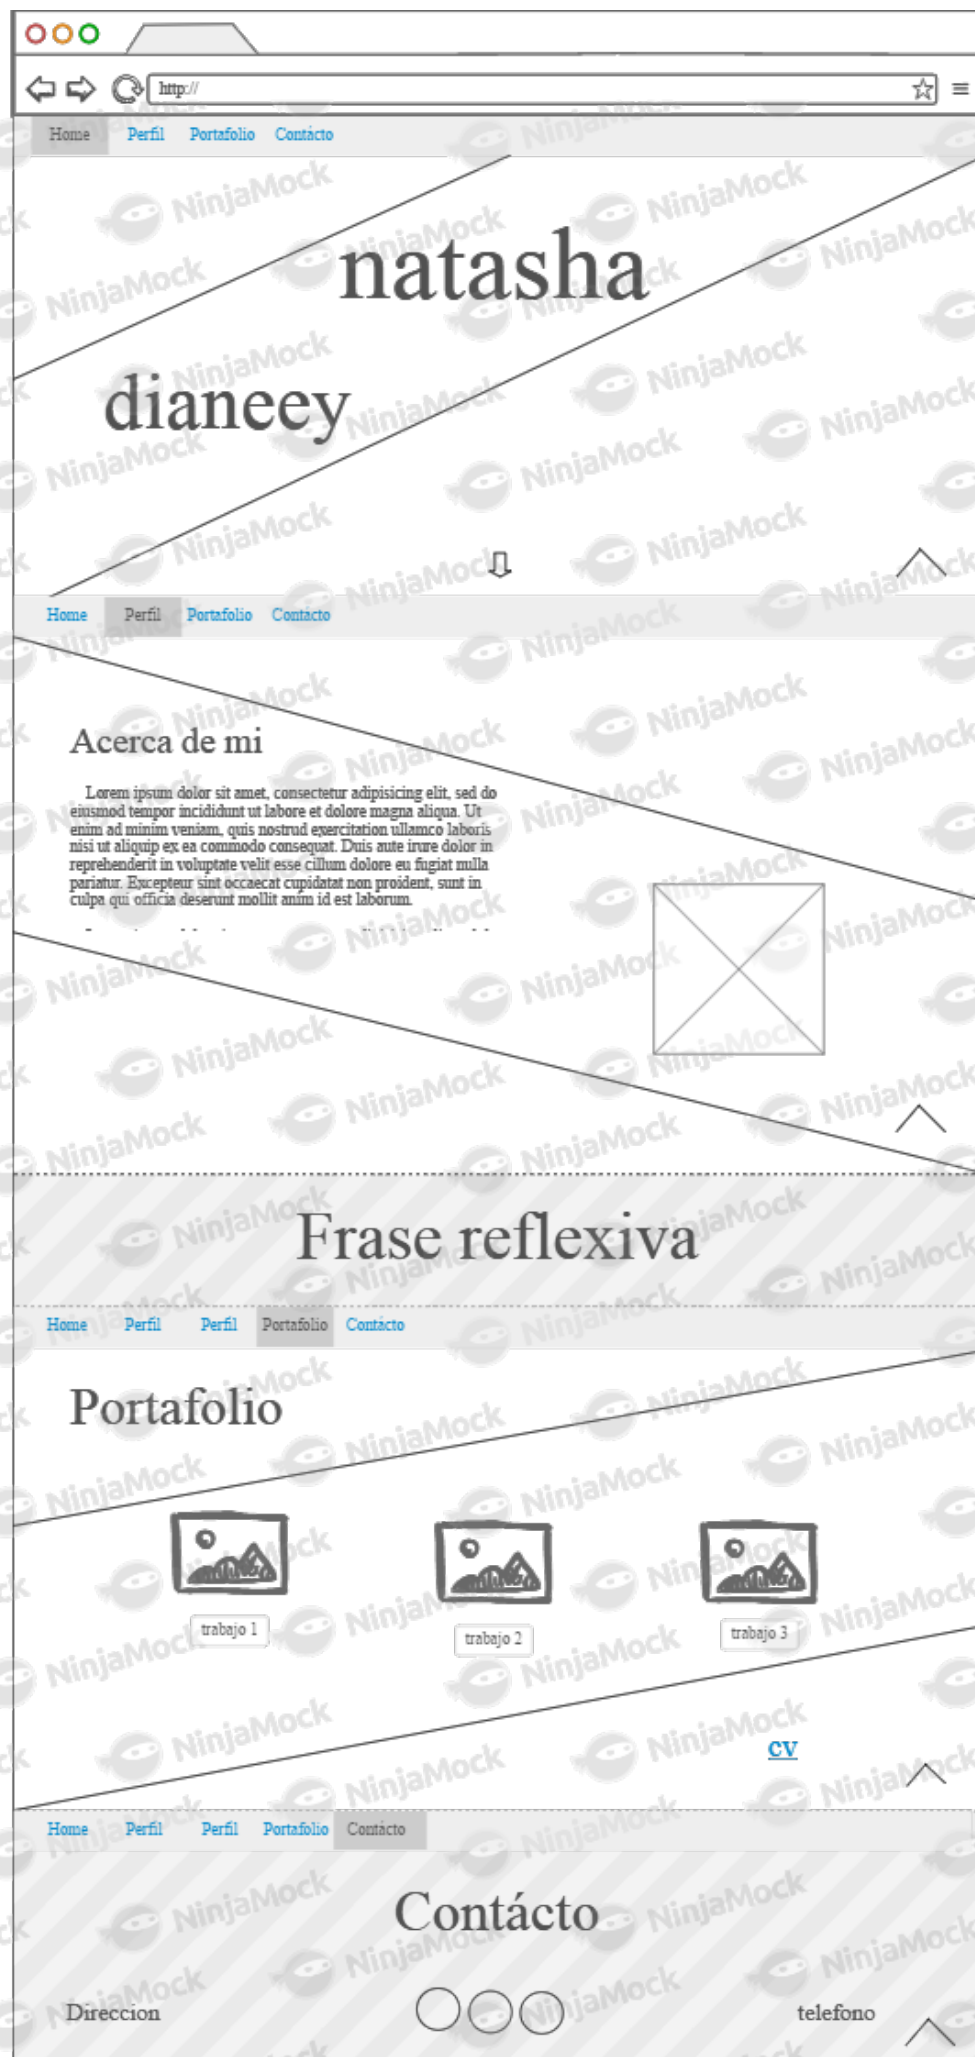 http://
Home Perfil Portafolio Contácto
natasha
dianeey
Home Perfil Portafolio Contácto
Acerca de mi
Lorem ipsum dolor sit amet, consectetur adipisicing elit, sed do
eiusmod tempor incididunt ut labore et dolore magna aliqua. Ut
enim ad minim veniam, quis nostrud exercitation ullamco laboris
nisi ut aliquip ex ea commodo consequat. Duis aute irure dolor in
reprehenderit in voluptate velit esse cillum dolore eu fugiat nulla
pariatur. Excepteur sint occaecat cupidatat non proident, sunt in
culpa qui officia deserunt mollit anim id est laborum.
Frase reflexiva
Home Perfil Perfil Portafolio Contácto
Portafolio
trabajo 1
trabajo 2
trabajo 3
cv
Home Perfil Perfil Portafolio Contácto
Contácto
Direccion
telefono
NinjaMock